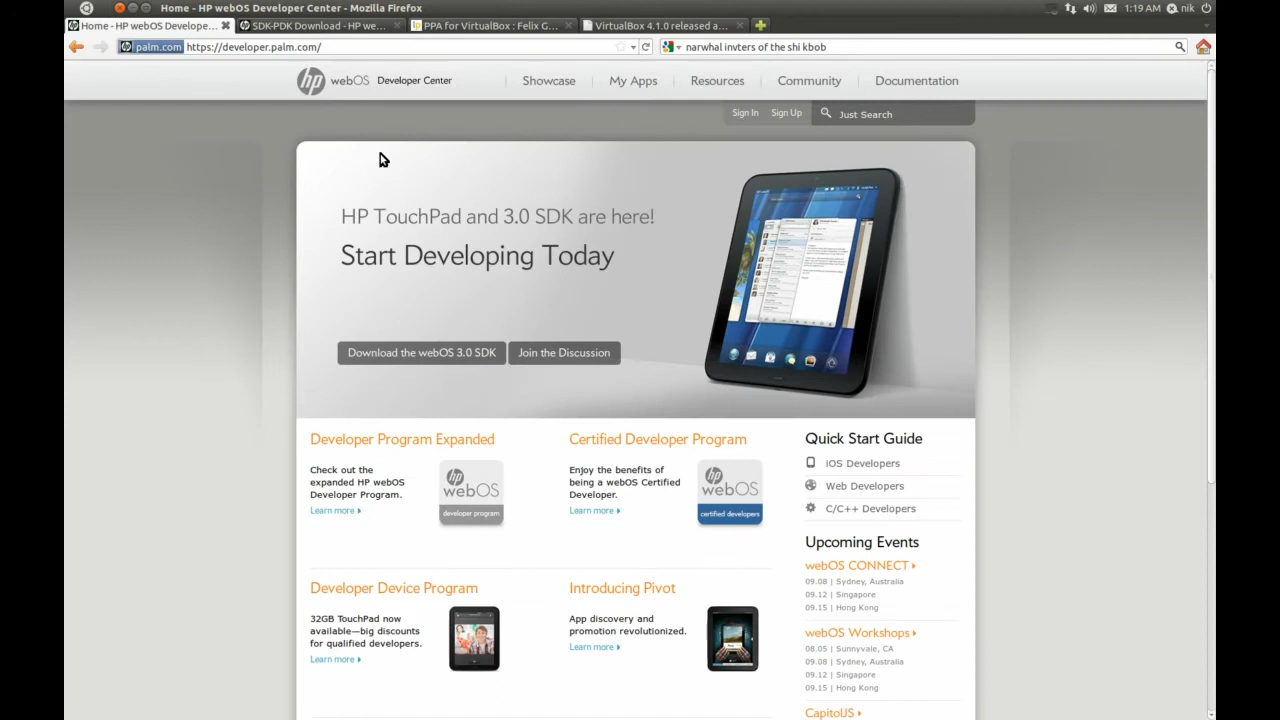 Home - HP webOS Developer Center - Mozilla Firefox
1:19 AM nik
Home - HP webOS Develope...
SDK-PDK Download - HP we...
PPA for VirtualBox : Felix G...
VirtualBox 4.1.0 released a...
palm.com https://developer.palm.com/
narwhal invters of the shi kbob
hp webOS Developer Center
Showcase
My Apps
Resources
Community
Documentation
Sign In
Sign Up
Just Search
HP TouchPad and 3.0 SDK are here!
Start Developing Today
Download the webOS 3.0 SDK
Join the Discussion
Developer Program Expanded
Check out the
expanded HP webOS
Developer Program.
Learn more
hp
webOS
developer program
Certified Developer Program
Enjoy the benefits of
being a webOS Certified
Developer.
Learn more
hp
webOS
certified developers
Developer Device Program
32GB TouchPad now
available—big discounts
for qualified developers.
Learn more
Introducing Pivot
App discovery and
promotion revolutionized.
Learn more
Quick Start Guide
iOS Developers
Web Developers
C/C++ Developers
Upcoming Events
webOS CONNECT
09.08 | Sydney, Australia
09.12 | Singapore
09.15 | Hong Kong
webOS Workshops
08.05 | Sunnyvale, CA
09.08 | Sydney, Australia
09.12 | Singapore
09.15 | Hong Kong
CapitolJS